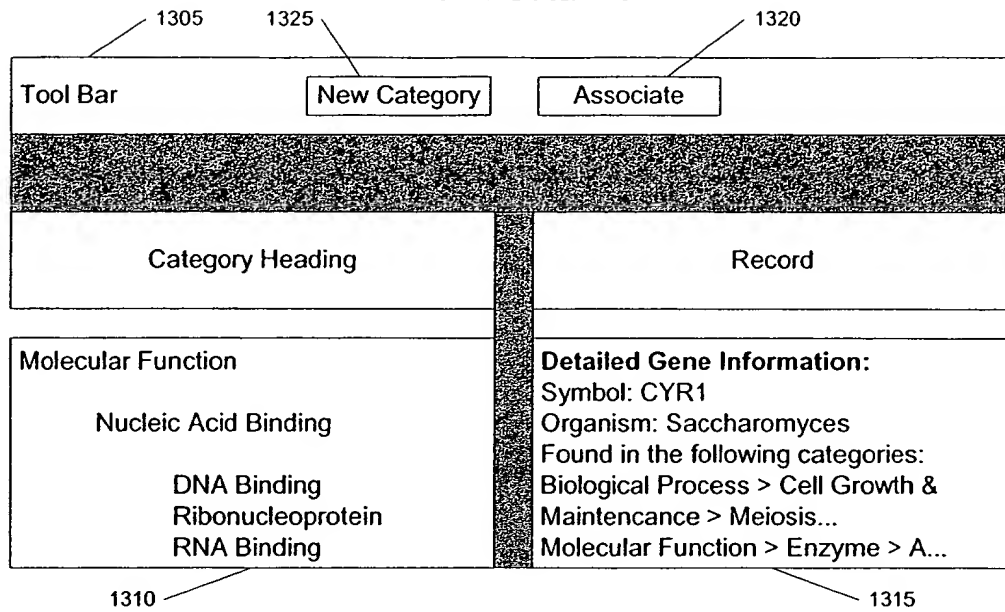 1325 1320
1305
Tool Bar New Category Associate
Category Heading Record
Molecular Function
Nucleic Acid Binding
DNA Binding
Ribonucleoprotein
RNA Binding
Detailed Gene Information:
Symbol: CYR1
Organism: Saccharomyces
Found in the following categories:
Biological Process > Cell Growth &
Maintencance > Meiosis...
Molecular Function > Enzyme > A...
1310 1315